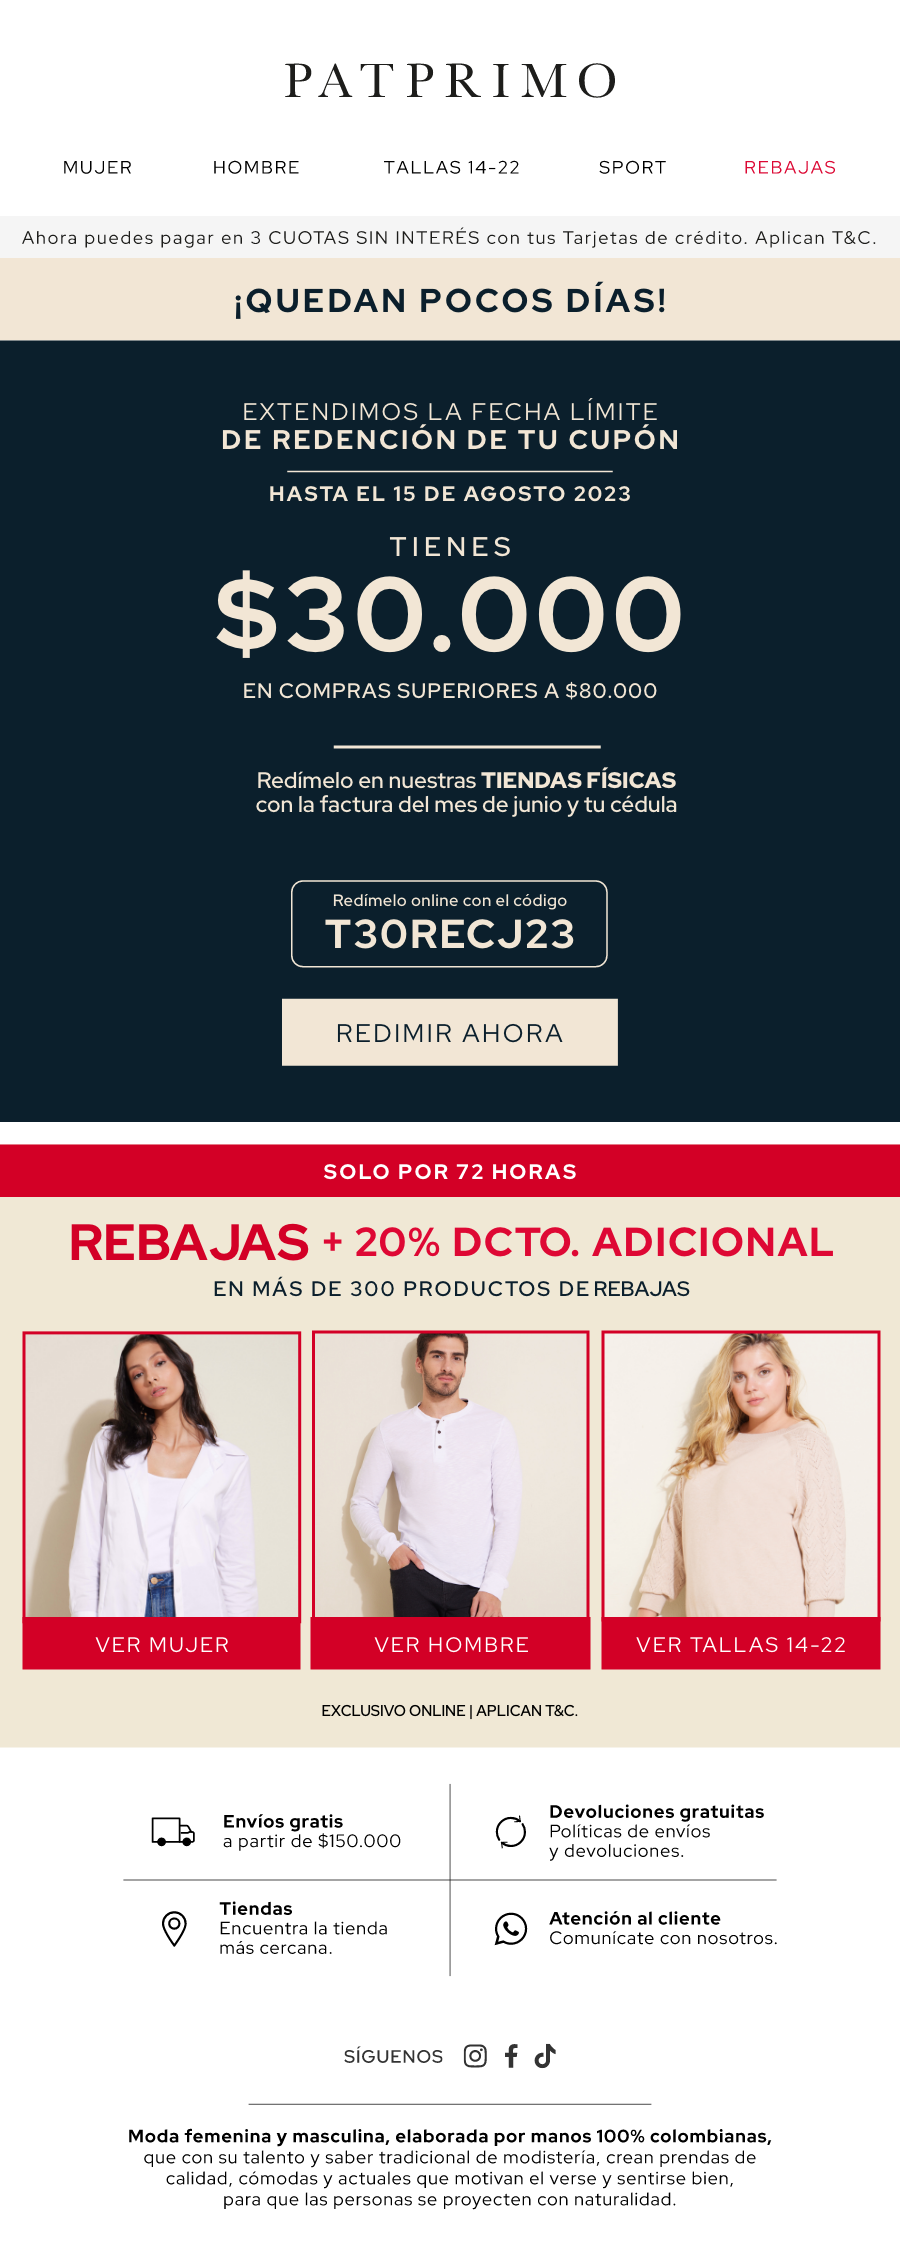 PATPRIMO
MUJER HOMBRE TALLAS 14-22 SPORT REBAJAS
Ahora puedes pagar en 3 CUOTAS SIN INTERÉS con tus Tarjetas de crédito. Aplican T&C.
¡QUEDAN POCOS DÍAS!
EXTENDIMOS LA FECHA LÍMITE
DE REDENCIÓN DE TU CUPÓN
HASTA EL 15 DE AGOSTO 2023
TIENES
$30.000
EN COMPRAS SUPERIORES A $80.000
Redímelo en nuestras TIENDAS FÍSICAS
con la factura del mes de junio y tu cédula
Redímelo online con el código
T30RECJ23
REDIMIR AHORA
SOLO POR 72 HORAS
REBAJAS + 20% DCTO. ADICIONAL
EN MÁS DE 300 PRODUCTOS DE REBAJAS
VER MUJER VER HOMBRE VER TALLAS 14-22
EXCLUSIVO ONLINE | APLICAN T&C.
Envíos gratis
a partir de $150.000
Devoluciones gratuitas
Políticas de envíos
y devoluciones.
Tiendas
Encuentra la tienda
más cercana.
Atención al cliente
Comunícate con nosotros.
SÍGUENOS
Moda femenina y masculina, elaborada por manos 100% colombianas,
que con su talento y saber tradicional de modistería, crean prendas de
calidad, cómodas y actuales que motivan el verse y sentirse bien,
para que las personas se proyecten con naturalidad.